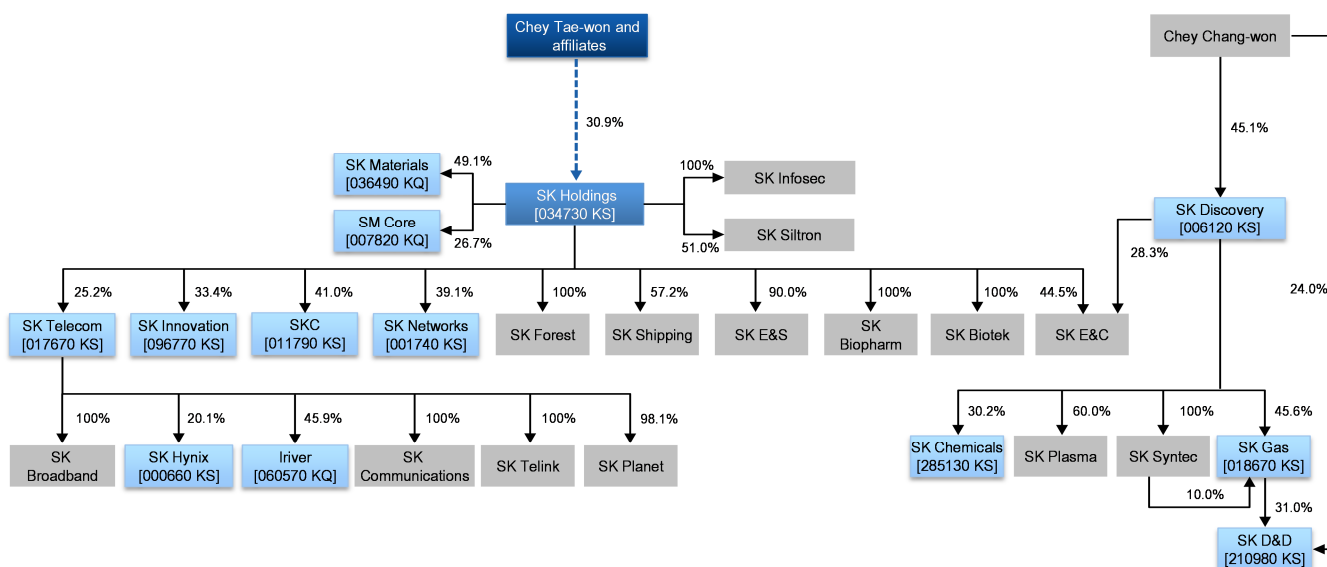 Chey Tae-won and
affiliates
Chey Chang-won
30.9%
45.1%
SK Materials
[036490 KQ]
49.1%
100%
SK Infosec
SK Holdings
[034730 KS]
SM Core
[007820 KQ]
26.7%
51.0%
SK Siltron
SK Discovery
[006120 KS]
28.3%
24.0%
25.2%
33.4%
41.0%
39.1%
100%
57.2%
90.0%
100%
100%
44.5%
SK Telecom
[017670 KS]
SK Innovation
[096770 KS]
SKC
[011790 KS]
SK Networks
[001740 KS]
SK Forest
SK Shipping
SK E&S
SK
Biopharm
SK Biotek
SK E&C
100%
20.1%
45.9%
100%
100%
98.1%
30.2%
60.0%
100%
45.6%
SK
Broadband
SK Hynix
[000660 KS]
Iriver
[060570 KQ]
SK
Communications
SK Telink
SK Planet
SK Chemicals
[285130 KS]
SK Plasma
SK Syntec
SK Gas
[018670 KS]
10.0%
31.0%
SK D&D
[210980 KS]